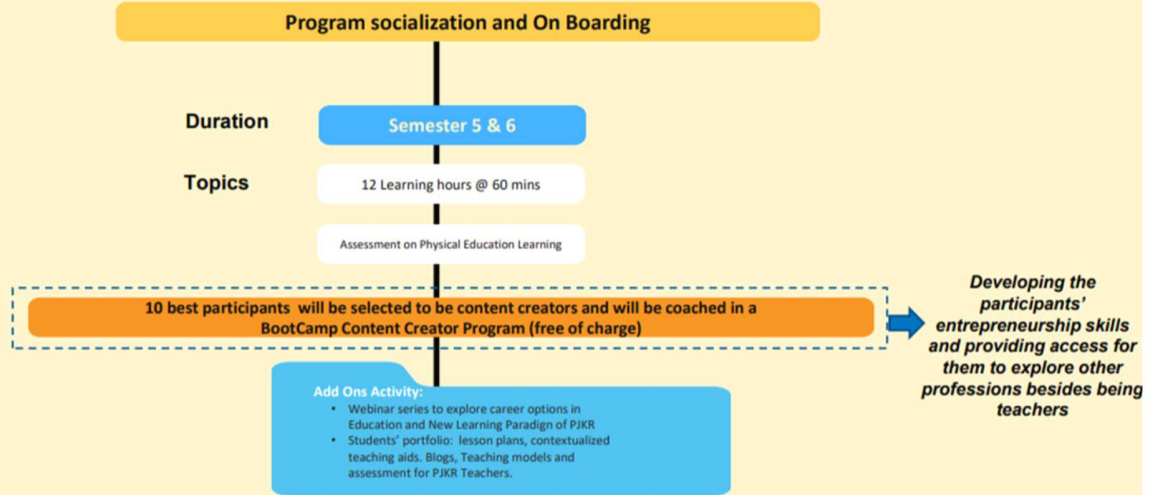 Program socialization and On Boarding
Duration
Semester 5 & 6
Topics
12 Learning hours @ 60 mins
Assessment on Physical Education Learning
10 best participants will be selected to be content creators and will be coached in a
BootCamp Content Creator Program (free of charge)
Developing the
participants'
entrepreneurship skills
and providing access for
them to explore other
professions besides being
teachers
Add Ons Activity:
• Webinar series to explore career options in
Education and New Learning Paradigm of PJKR
• Students' portfolio: lesson plans, contextualized
teaching aids. Blogs, Teaching models and
assessment for PJKR Teachers.